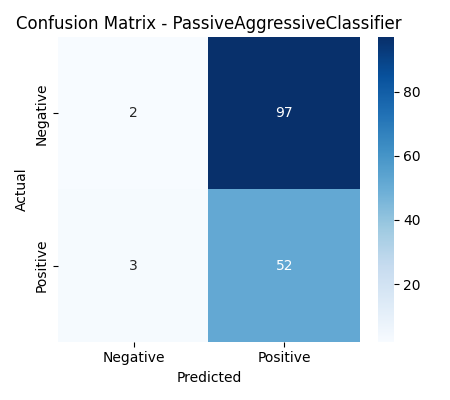 Confusion Matrix - PassiveAggressiveClassifier
Actual
Negative
2
97
Positive
3
52
Negative
Positive
Predicted
80
60
40
20